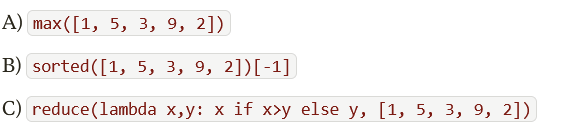 A) max([1, 5, 3, 9, 2])
B) sorted([1, 5, 3, 9, 2])[-1]
C) reduce(lambda x,y: x if x>y else y, [1, 5, 3, 9, 2])